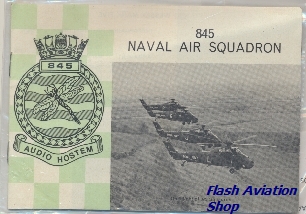 845
NAVAL AIR SQUADRON
845
AUDIO HOSTEM
Flash Aviation
Shop